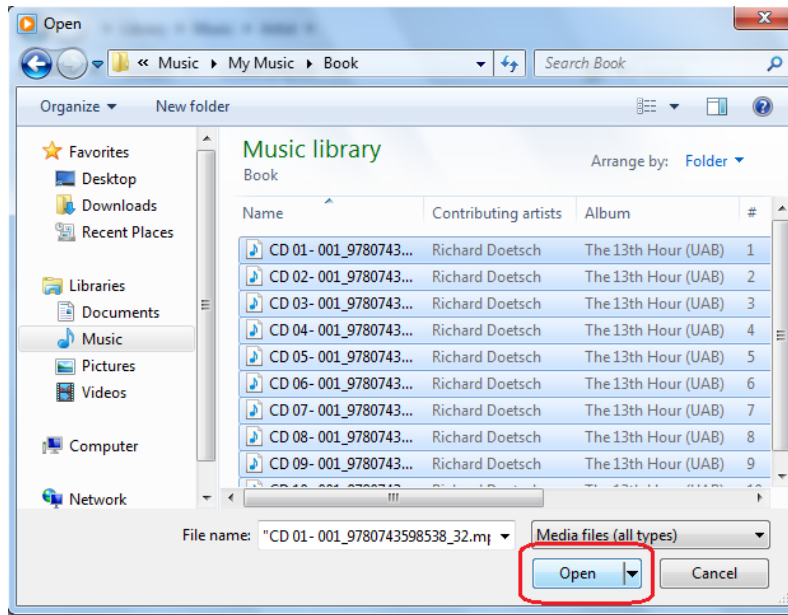 Open
« Music ▸ My Music ▸ Book
Search Book
Organize ▾ New folder
Favorites
Desktop
Downloads
Recent Places
Libraries
Documents
Music
Pictures
Videos
Computer
Network
Music library
Book
Arrange by: Folder ▾
Name Contributing artists Album #
CD 01- 001_9780743... Richard Doetsch The 13th Hour (UAB) 1
CD 02- 001_9780743... Richard Doetsch The 13th Hour (UAB) 2
CD 03- 001_9780743... Richard Doetsch The 13th Hour (UAB) 3
CD 04- 001_9780743... Richard Doetsch The 13th Hour (UAB) 4
CD 05- 001_9780743... Richard Doetsch The 13th Hour (UAB) 5
CD 06- 001_9780743... Richard Doetsch The 13th Hour (UAB) 6
CD 07- 001_9780743... Richard Doetsch The 13th Hour (UAB) 7
CD 08- 001_9780743... Richard Doetsch The 13th Hour (UAB) 8
CD 09- 001_9780743... Richard Doetsch The 13th Hour (UAB) 9
File name: "CD 01- 001_9780743598538_32.mp Media files (all types)
Open Cancel